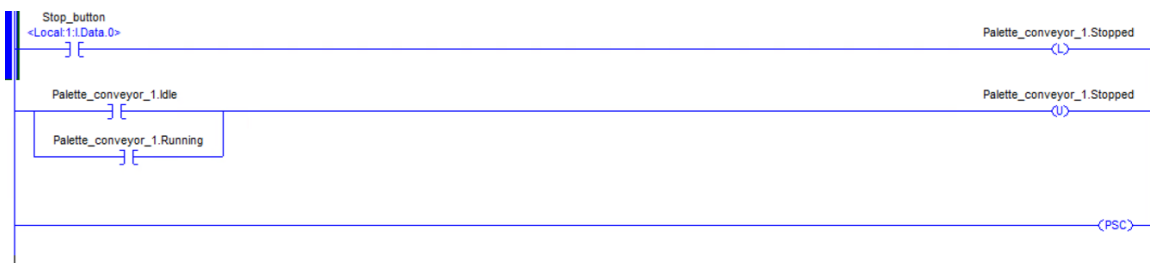 Stop_button
<Local:1:I.Data.0>
Palette_conveyor_1.Stopped
L
Palette_conveyor_1.Idle
Palette_conveyor_1.Stopped
U
Palette_conveyor_1.Running
PSC